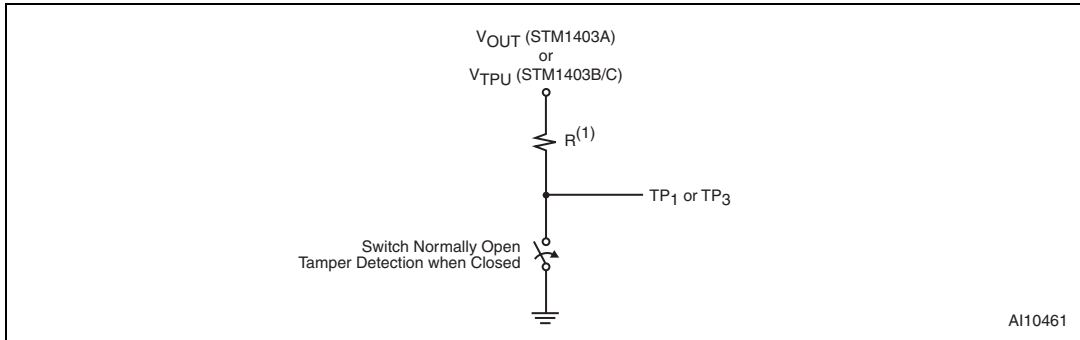 VOUT (STM1403A)
or
VTPU (STM1403B/C)
R(1)
TP1 or TP3
Switch Normally Open
Tamper Detection when Closed
AI10461